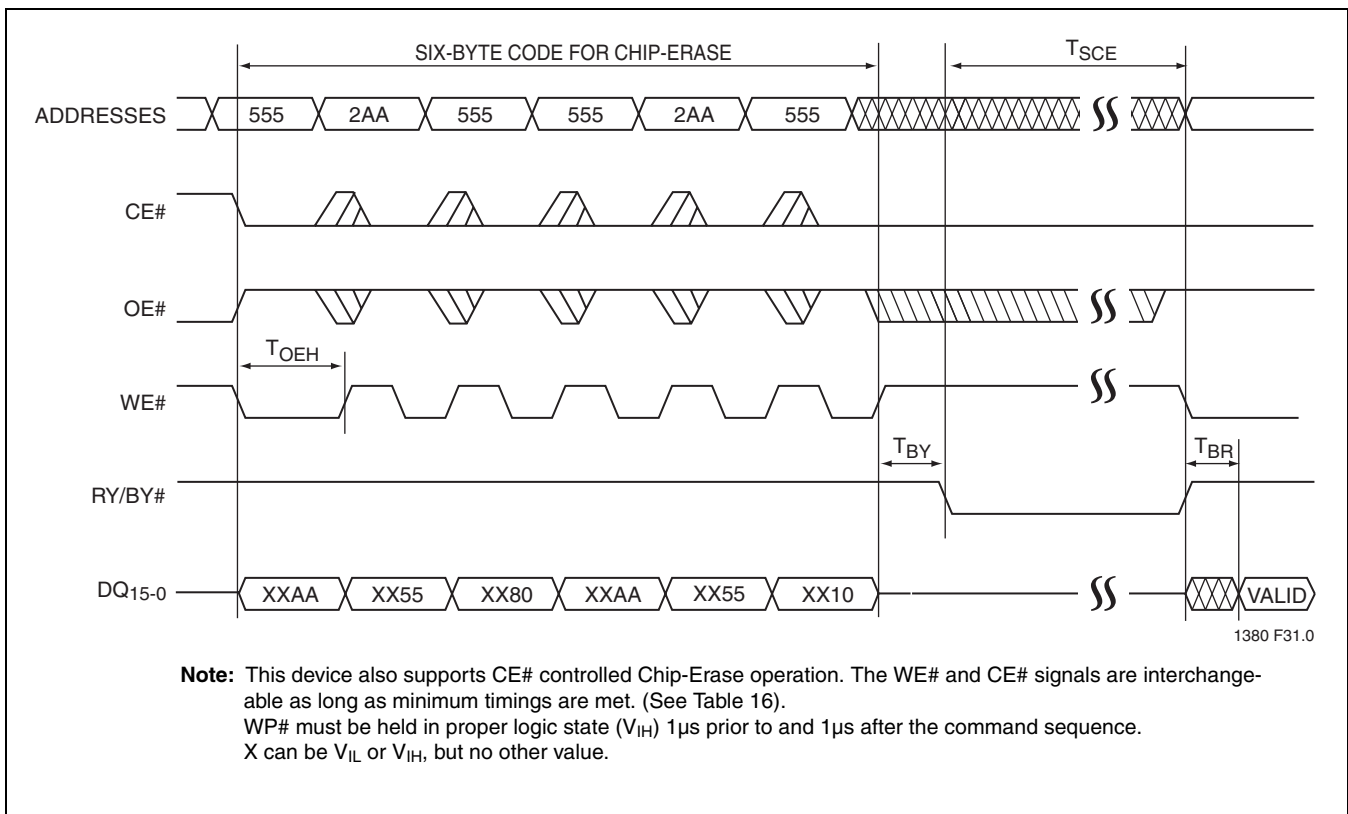 SIX-BYTE CODE FOR CHIP-ERASE
TSCE
ADDRESSES 555 2AA 555 555 2AA 555
CE#
OE#
TOEH
WE#
TBY TBR
RY/BY#
DQ15-0 XXAA XX55 XX80 XXAA XX55 XX10 VALID
1380 F31.0
Note: This device also supports CE# controlled Chip-Erase operation. The WE# and CE# signals are interchange-
able as long as minimum timings are met. (See Table 16).
WP# must be held in proper logic state (VIH) 1µs prior to and 1µs after the command sequence.
X can be VIL or VIH, but no other value.